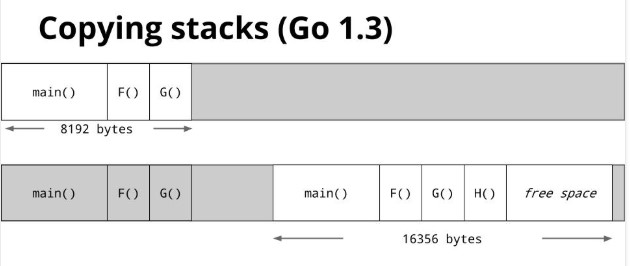 Copying stacks (Go 1.3)
main() F() G()
8192 bytes
main() F() G() main() F() G() H() free space
16356 bytes